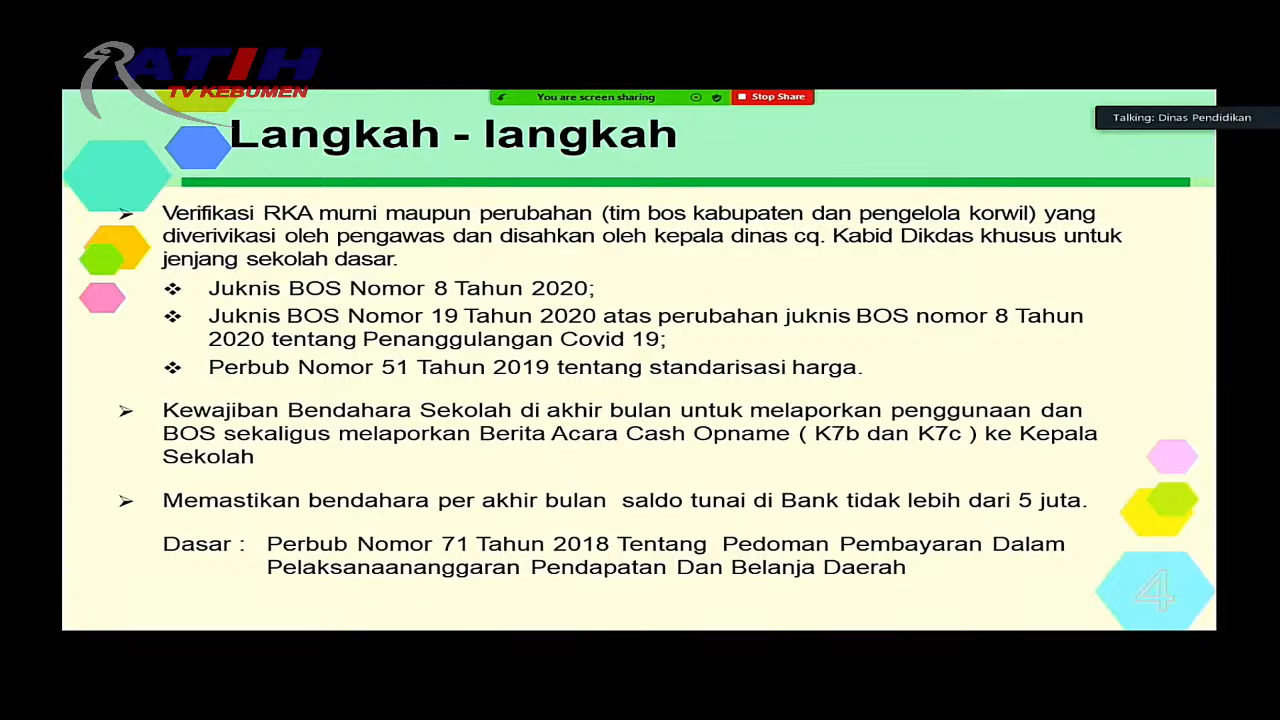 RATIH
TV KEBUMEN
You are screen sharing
Stop Share
Talking: Dinas Pendidikan
Langkah - langkah
Verifikasi RKA murni maupun perubahan (tim bos kabupaten dan pengelola korwil) yang
diverivikasi oleh pengawas dan disahkan oleh kepala dinas cq. Kabid Dikdas khusus untuk
jenjang sekolah dasar.
Juknis BOS Nomor 8 Tahun 2020;
Juknis BOS Nomor 19 Tahun 2020 atas perubahan juknis BOS nomor 8 Tahun
2020 tentang Penanggulangan Covid 19;
Perbub Nomor 51 Tahun 2019 tentang standarisasi harga.
Kewajiban Bendahara Sekolah di akhir bulan untuk melaporkan penggunaan dan
BOS sekaligus melaporkan Berita Acara Cash Opname ( K7b dan K7c ) ke Kepala
Sekolah
Memastikan bendahara per akhir bulan saldo tunai di Bank tidak lebih dari 5 juta.
Dasar : Perbub Nomor 71 Tahun 2018 Tentang Pedoman Pembayaran Dalam
Pelaksanaananggaran Pendapatan Dan Belanja Daerah
4